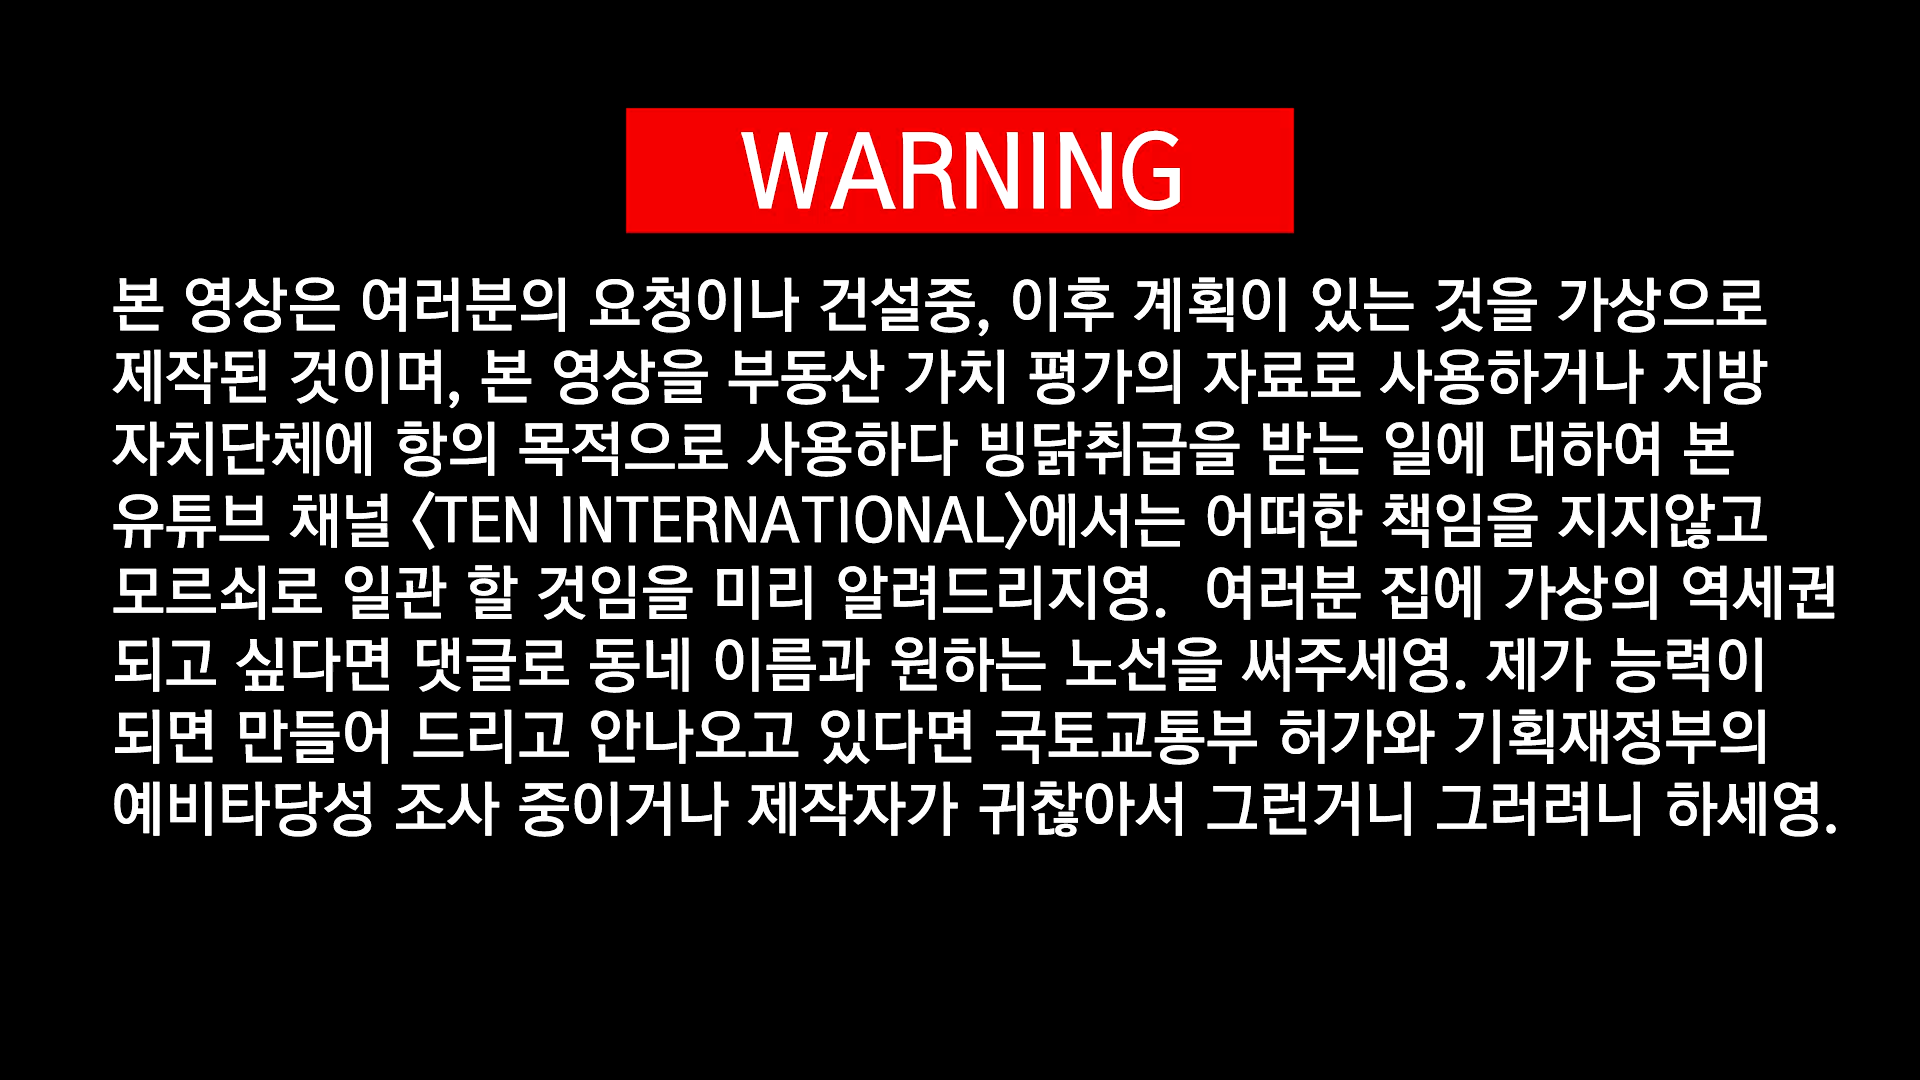 WARNING
본 영상은 여러분의 요청이나 건설중, 이후 계획이 있는 것을 가상으로
제작된 것이며, 본 영상을 부동산 가치 평가의 자료로 사용하거나 지방
자치단체에 항의 목적으로 사용하다 빙닭취급을 받는 일에 대하여 본
유튜브 채널 〈TEN INTERNATIONAL〉에서는 어떠한 책임을 지지않고
모르쇠로 일관 할 것임을 미리 알려드리지영.  여러분 집에 가상의 역세권
되고 싶다면 댓글로 동네 이름과 원하는 노선을 써주세영. 제가 능력이
되면 만들어 드리고 안나오고 있다면 국토교통부 허가와 기획재정부의
예비타당성 조사 중이거나 제작자가 귀찮아서 그런거니 그러려니 하세영.